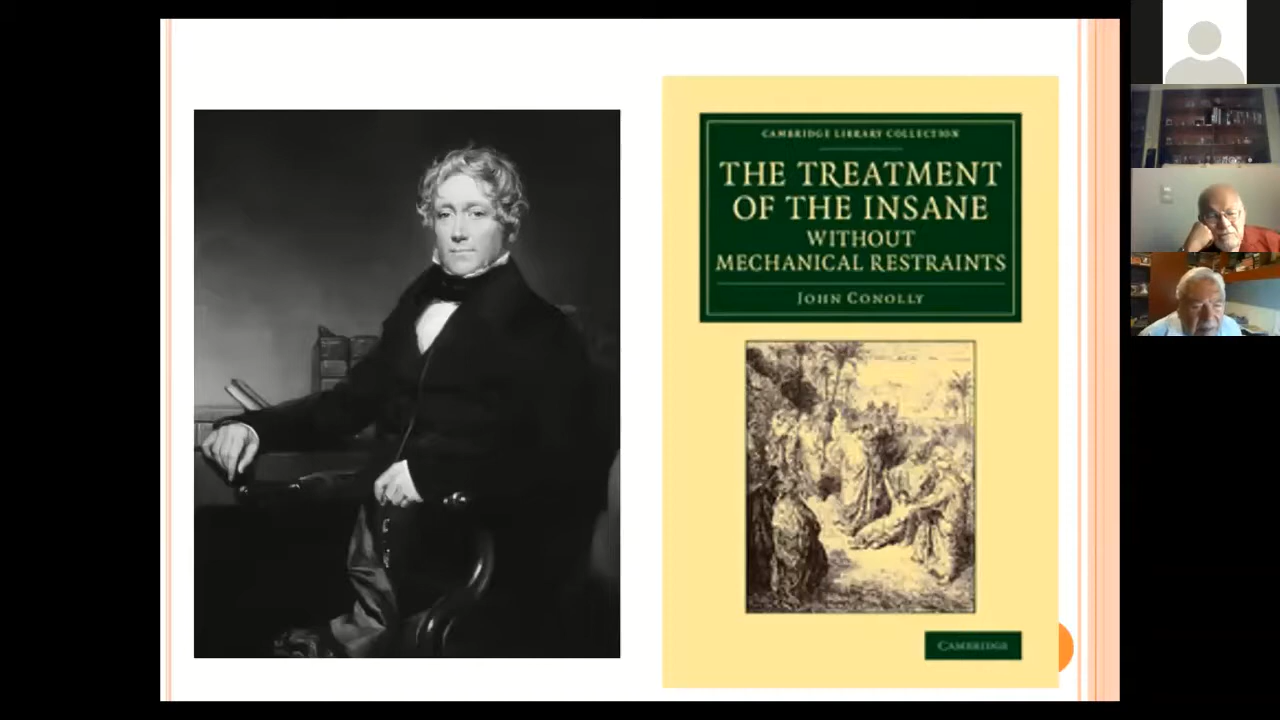 CAMBRIDGE LIBRARY COLLECTION
THE TREATMENT
OF THE INSANE
WITHOUT
MECHANICAL RESTRAINTS
JOHN CONOLLY
CAMBRIDGE